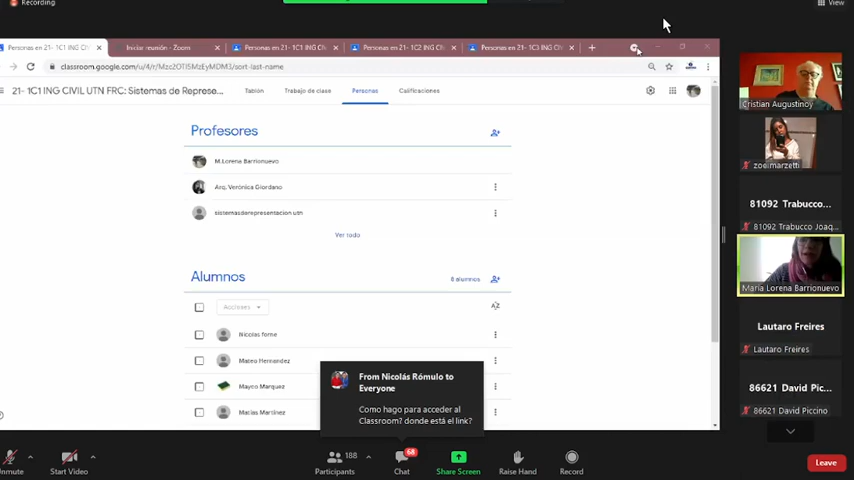 Recording
View
Personas en 21- 1C1 ING CIV
Iniciar reunión - Zoom
Personas en 21- 1C1 ING CIV
Personas en 21- 1C2 ING CIV
Personas en 21- 1C3 ING CIV
classroom.google.com/u/4/r/
/sort-last-name
21- 1C1 ING CIVIL UTN FRC: Sistemas de Represe...
Tablón
Trabajo de clase
Personas
Calificaciones
Profesores
M.Lorena Barrionuevo
Arq. Verónica Giordano
sistemasderepresentacion utn
Ver todo
Alumnos
8 alumnos
Acciones
AZ
Nicolas forne
Mateo Hernandez
Mayco Marquez
Matías Martínez
From Nicolás Rómulo to
Everyone
Como hago para acceder al
Classroom? donde está el link?
Cristian Augustinoy
zoeimarzetti
81092 Trabucco...
81092 Trabucco Joaq...
María Lorena Barrionuevo
Lautaro Freires
Lautaro Freires
86621 David Picc...
86621 David Piccino
Unmute
Start Video
188
Participants
68
Chat
Share Screen
Raise Hand
Record
Leave